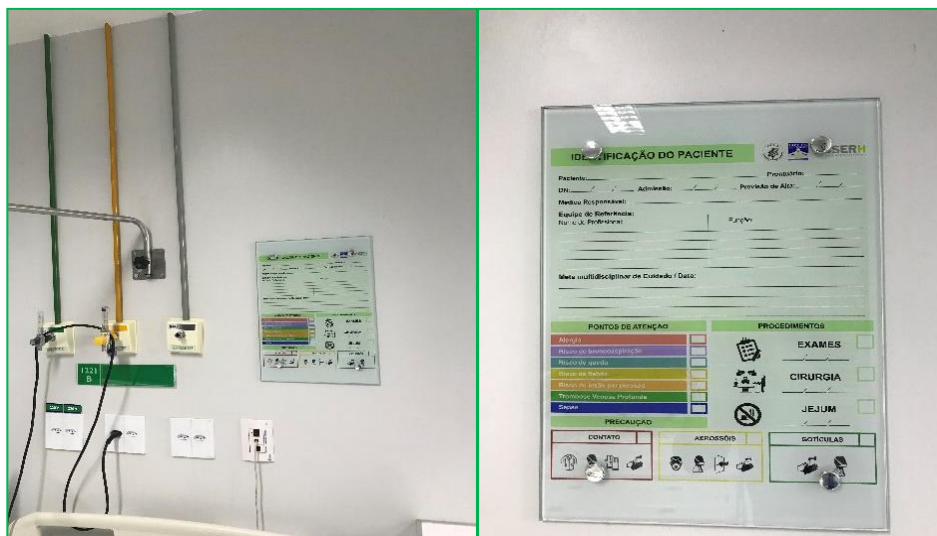 1221
B
IDENTIFICAÇÃO DO PACIENTE
SERH
Paciente: Prontuário:
DN: / / Admissão: / / Previsão de Alta: / /
Médico Responsável:
Equipe de Referência:
Nome do Profissional: Função:
Meta multidisciplinar de Cuidado / Data:
PONTOS DE ATENÇÃO
Alergia
Risco de broncoaspiração
Risco de queda
Risco de flebite
Risco de lesão por pressão
Trombose Venosa Profunda
Sepse
PROCEDIMENTOS
EXAMES
/ /
CIRURGIA
/ /
JEJUM
/ /
PRECAUÇÃO
CONTATO
AEROSSÓIS
GOTÍCULAS